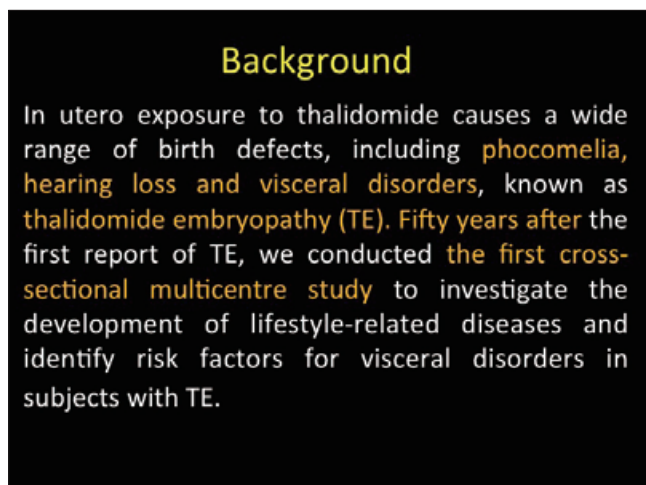 Background
In utero exposure to thalidomide causes a wide
range of birth defects, including phocomelia,
hearing loss and visceral disorders, known as
thalidomide embryopathy (TE). Fifty years after the
first report of TE, we conducted the first cross-
sectional multicentre study to investigate the
development of lifestyle-related diseases and
identify risk factors for visceral disorders in
subjects with TE.